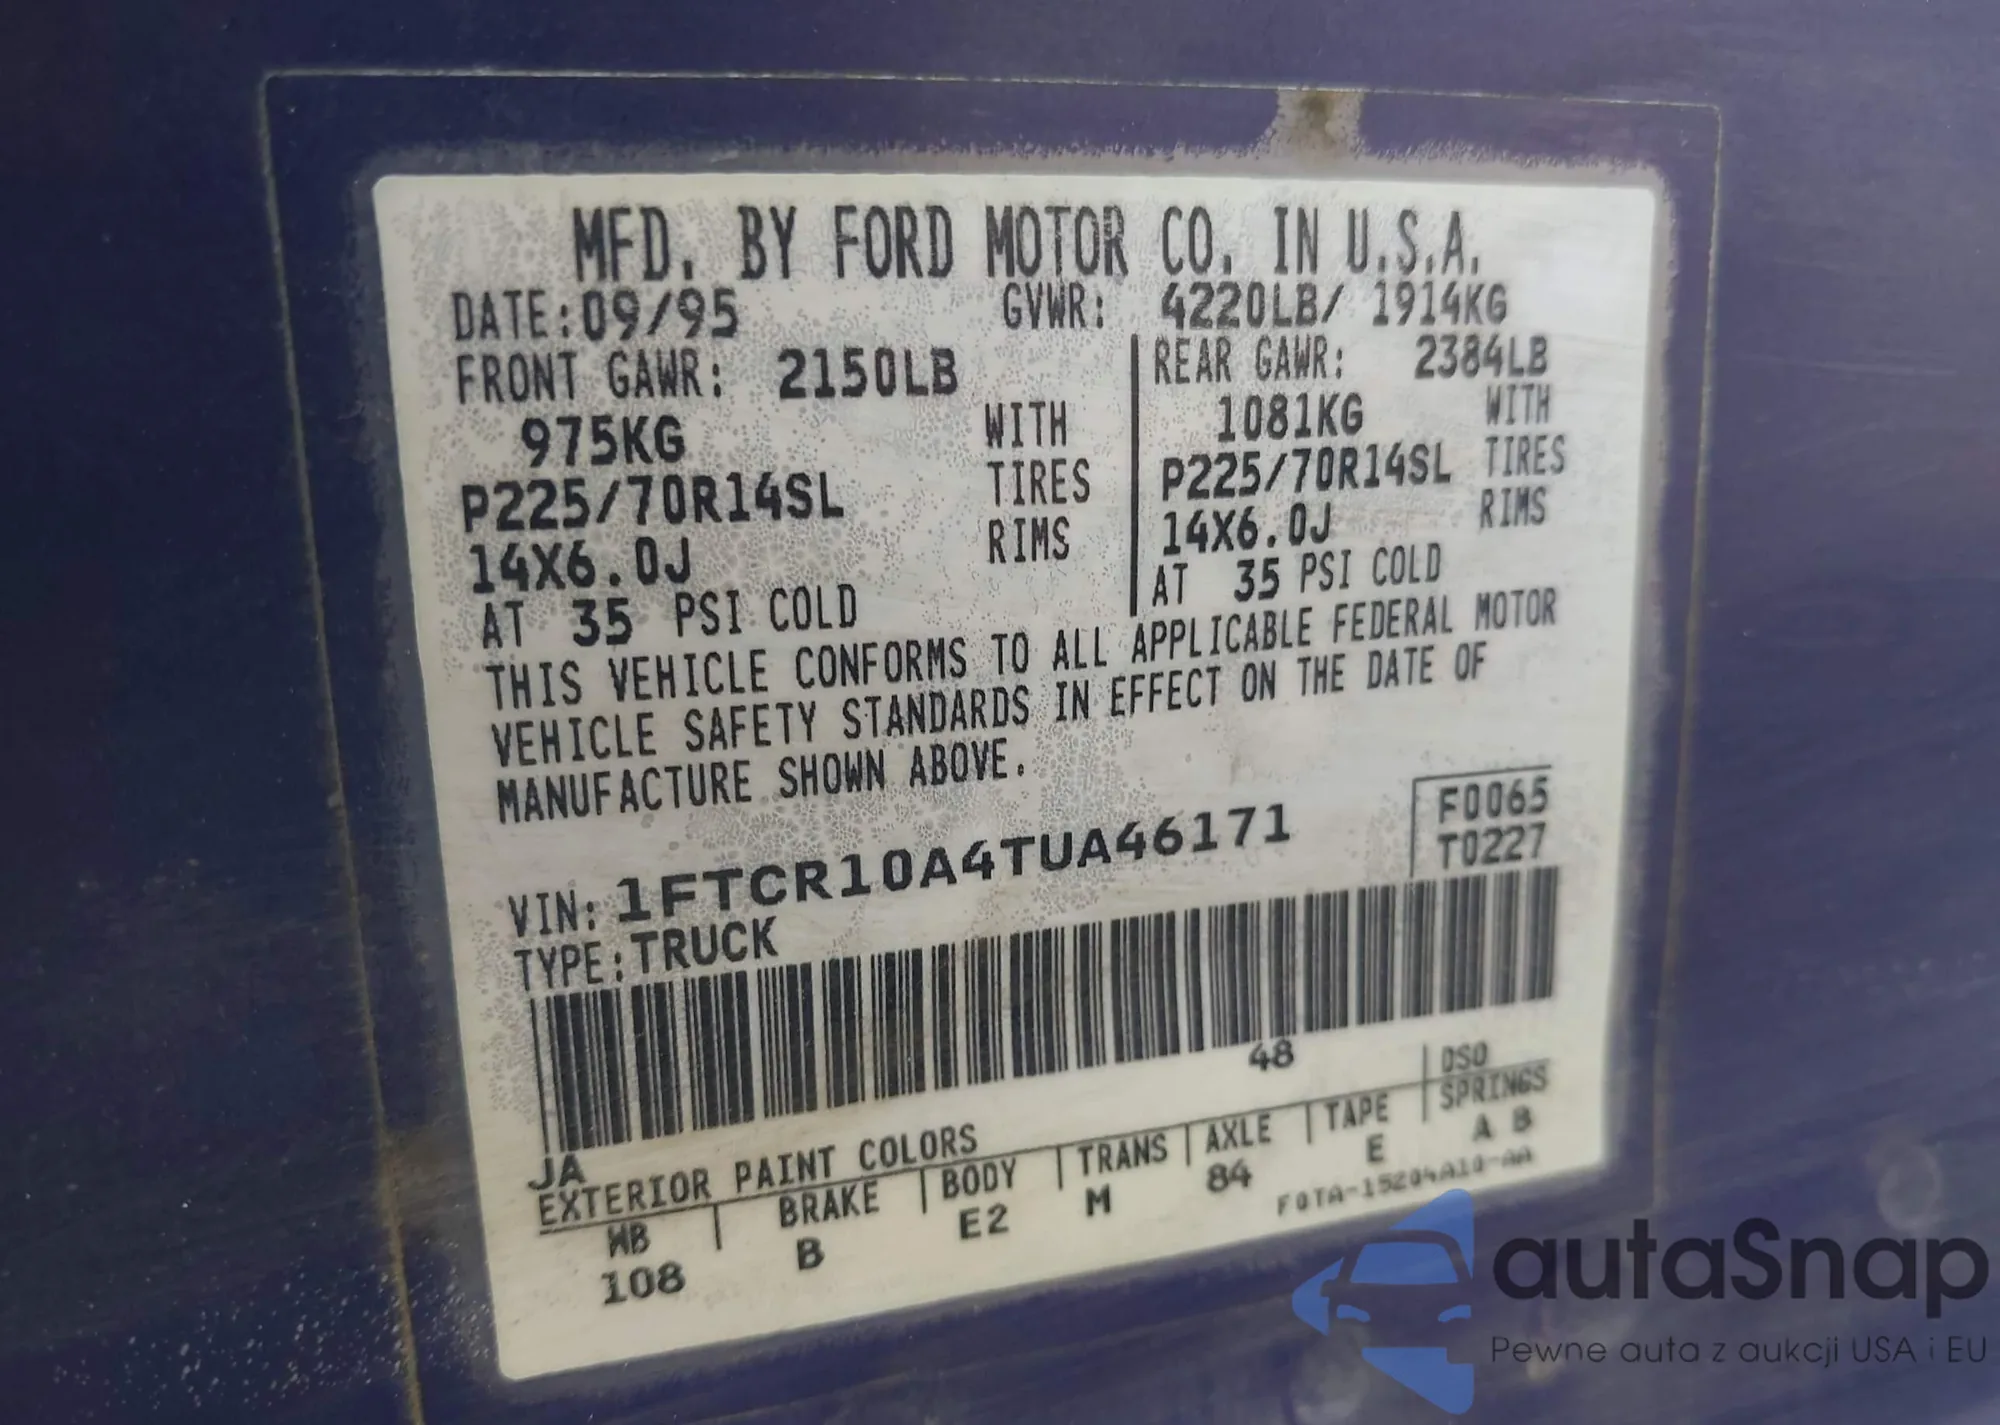 MFD. BY FORD MOTOR CO. IN U.S.A.
DATE:09/95 GVWR: 4220LB/ 1914KG
FRONT GAWR: 2150LB REAR GAWR: 2384LB
975KG WITH 1081KG WITH
P225/70R14SL TIRES P225/70R14SL TIRES
14X6.0J RIMS 14X6.0J RIMS
AT 35 PSI COLD AT 35 PSI COLD
THIS VEHICLE CONFORMS TO ALL APPLICABLE FEDERAL MOTOR
VEHICLE SAFETY STANDARDS IN EFFECT ON THE DATE OF
MANUFACTURE SHOWN ABOVE.
F0065
T0227
VIN: 1FTCR10A4TUA46171
TYPE:TRUCK
48
JA
EXTERIOR PAINT COLORS DSO
WB BRAKE BODY TRANS AXLE TAPE SPRINGS
108 B E2 M 84 E A B
F0TA-15204A10-AA
autaSnap
Pewne auta z aukcji USA i EU